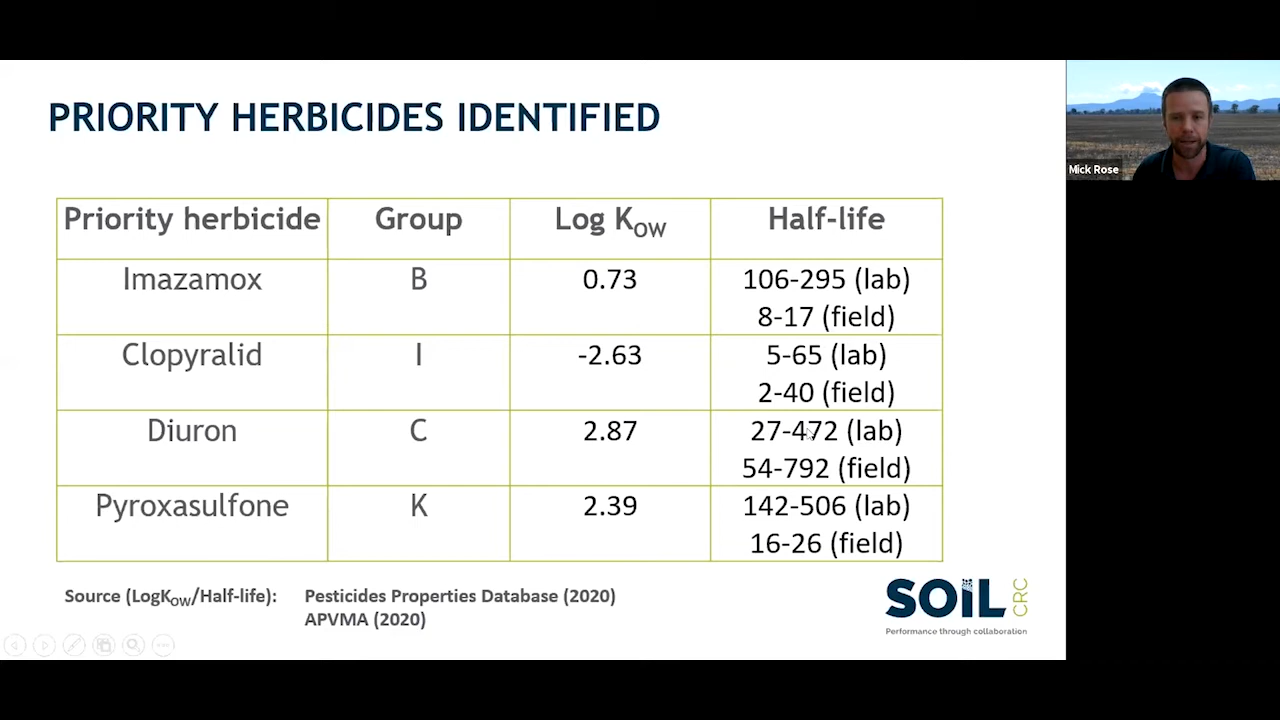 PRIORITY HERBICIDES IDENTIFIED
Mick Rose
Priority herbicide Group Log KOW Half-life
Imazamox B 0.73 106-295 (lab)
8-17 (field)
Clopyralid I -2.63 5-65 (lab)
2-40 (field)
Diuron C 2.87 27-472 (lab)
54-792 (field)
Pyroxasulfone K 2.39 142-506 (lab)
16-26 (field)
Source (LogKOW/Half-life): Pesticides Properties Database (2020)
APVMA (2020)
SOIL CRC
Performance through collaboration